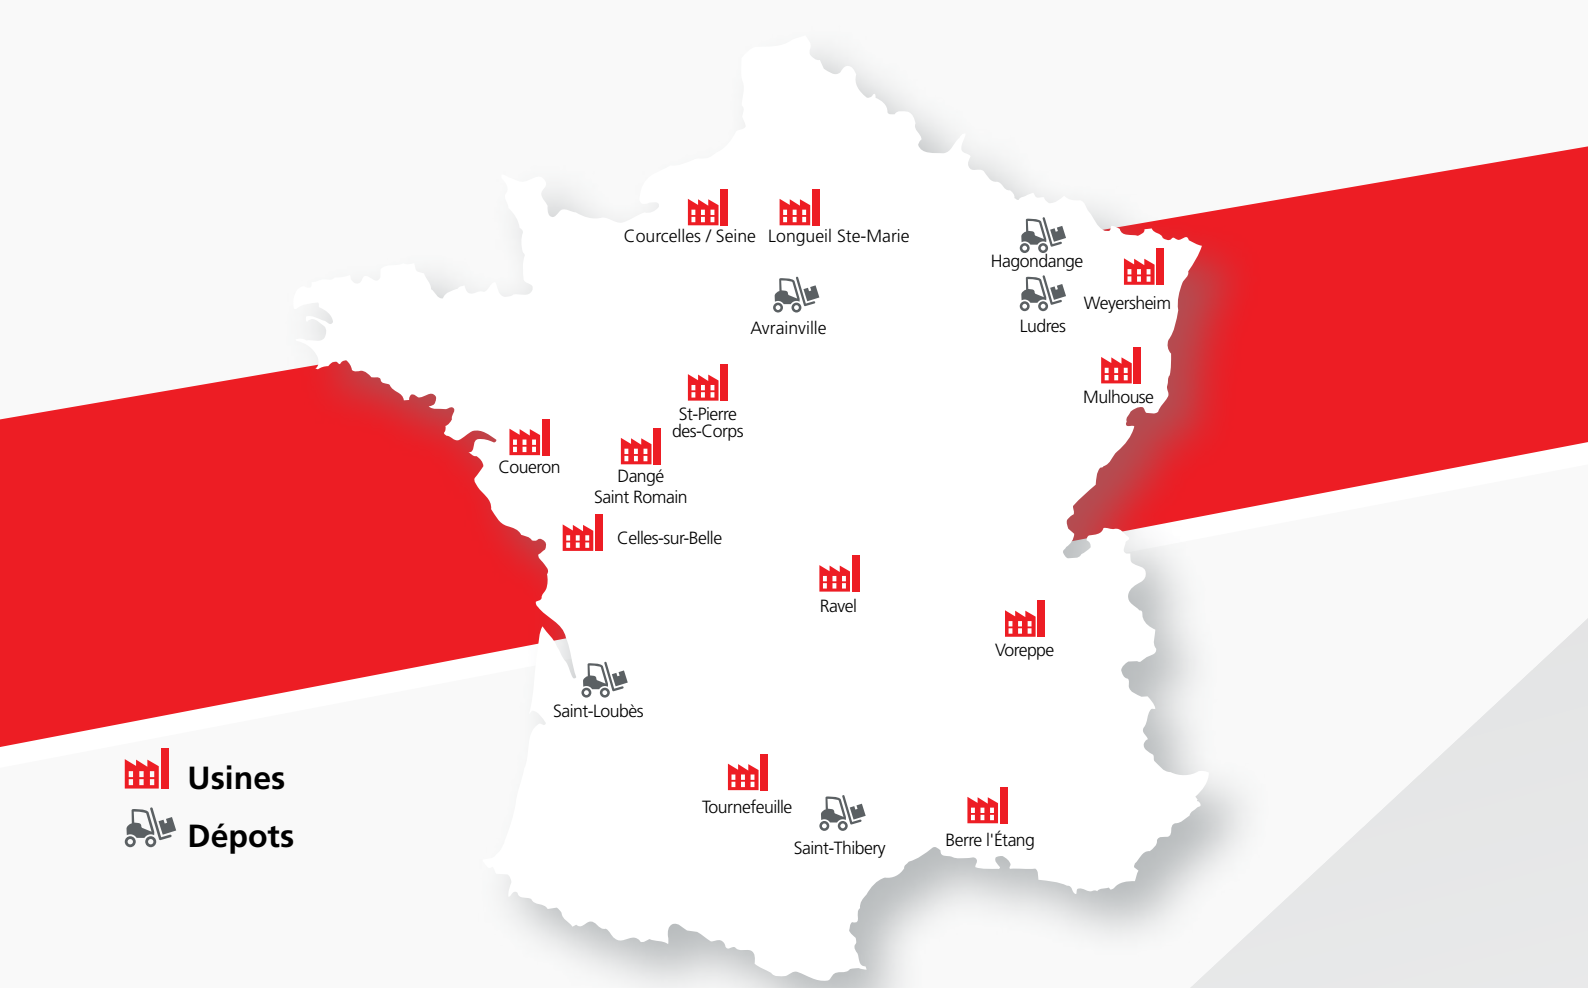 Courcelles / Seine
Longueil Ste-Marie
Hagondange
Weyersheim
Ludres
Avrainville
Mulhouse
St-Pierre
des-Corps
Coueron
Dangé
Saint Romain
Celles-sur-Belle
Ravel
Voreppe
Saint-Loubès
Tournefeuille
Saint-Thibery
Berre l'Étang
Usines
Dépots